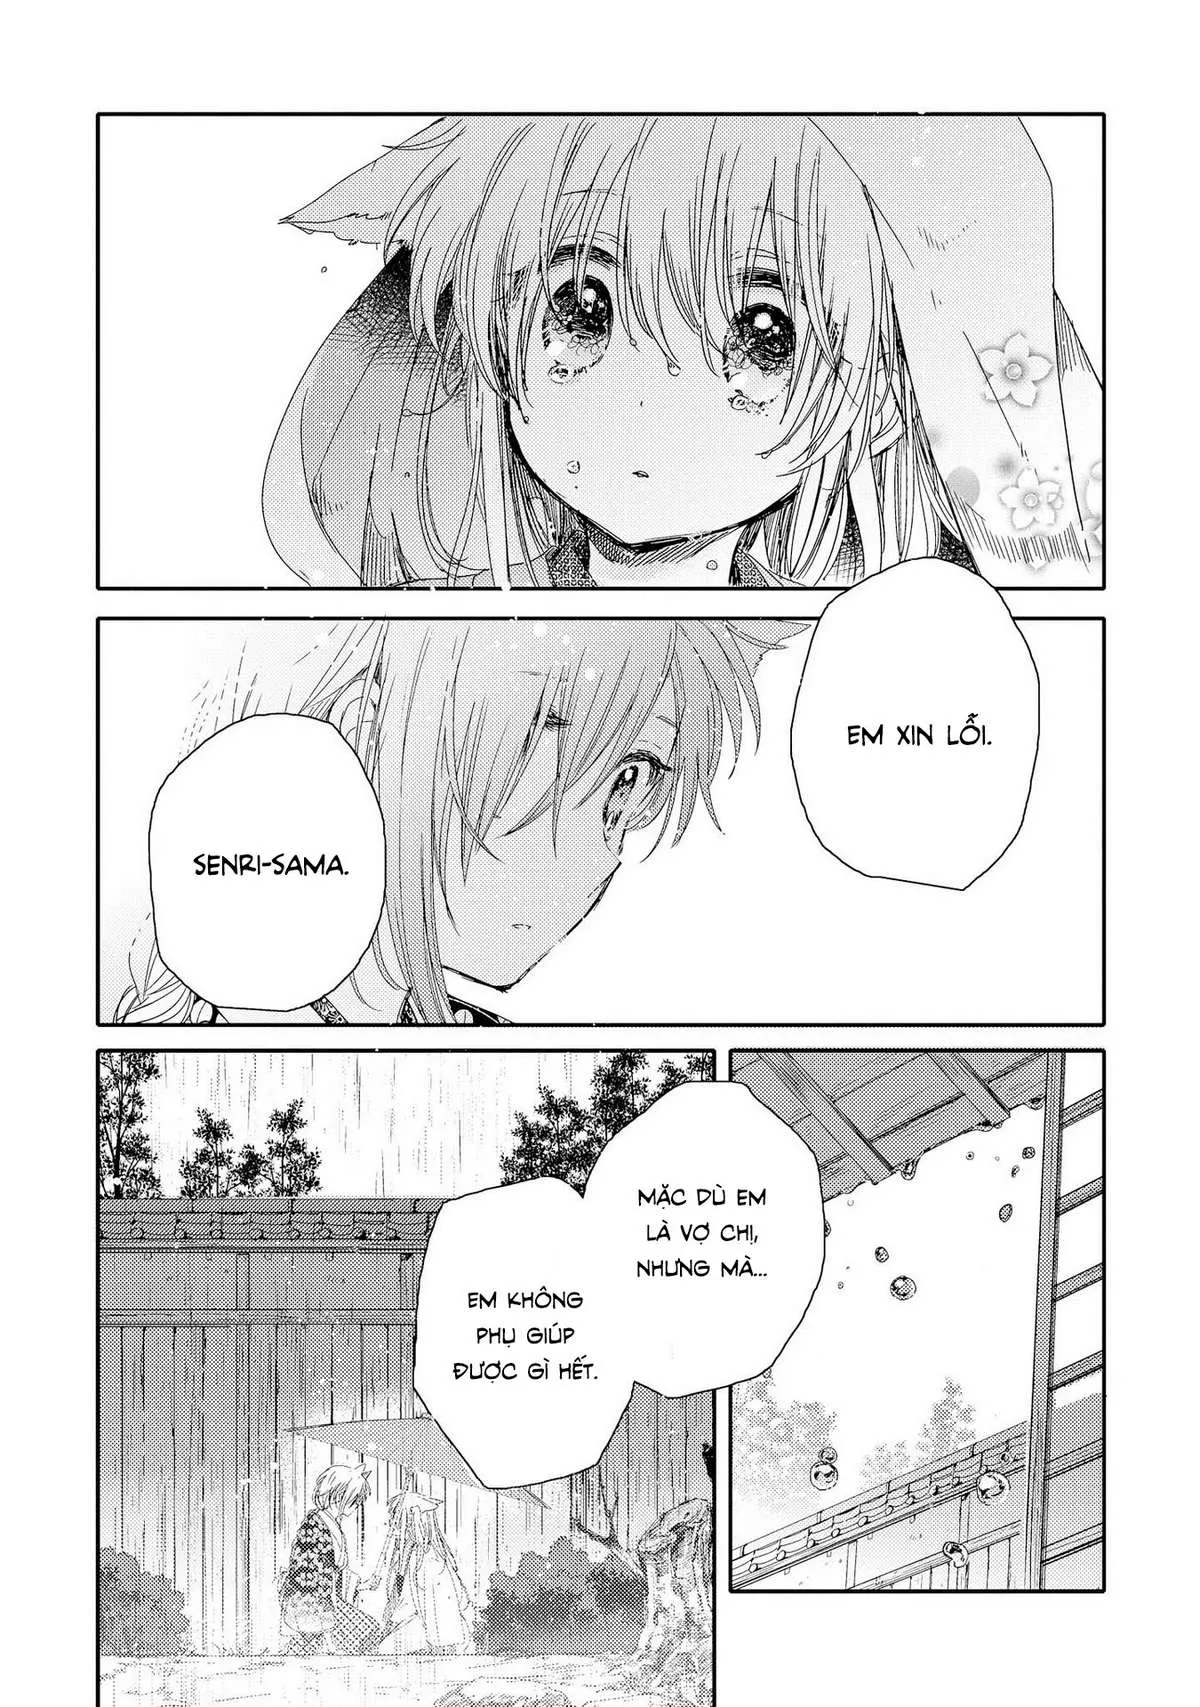 EM XIN LỖI.
SENRI-SAMA.
MẶC DÙ EM
LÀ VỢ CHỊ,
NHƯNG MÀ...
EM KHÔNG
PHỤ GIÚP
ĐƯỢC GÌ HẾT.